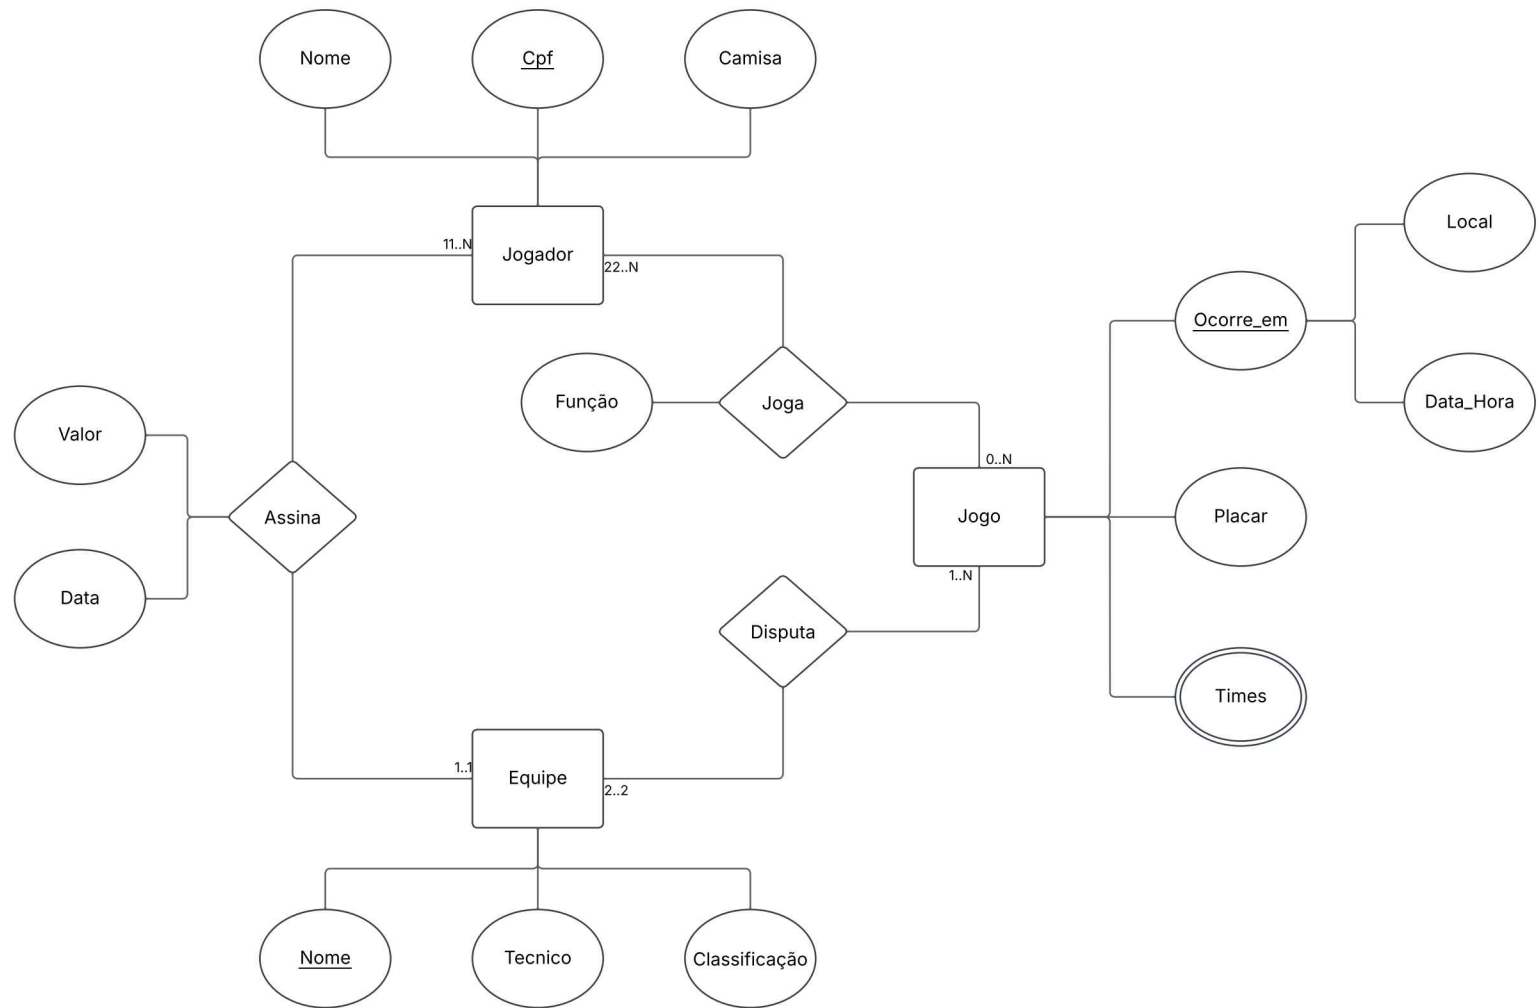 Nome
Cpf
Camisa
Local
11..N
Jogador
22..N
Ocorre_em
Função
Joga
Data_Hora
Valor
0..N
Assina
Jogo
Placar
1..N
Data
Disputa
Times
1..1
Equipe
2..2
Nome
Tecnico
Classificação